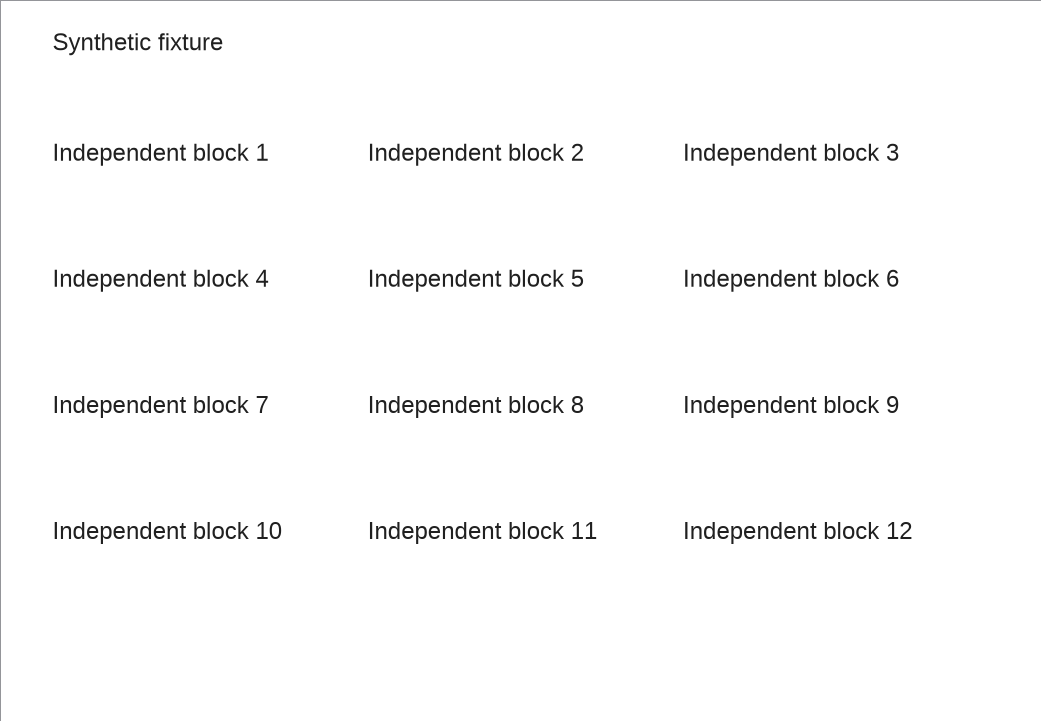 Synthetic fixture
Independent block 1
Independent block 2
Independent block 3
Independent block 4
Independent block 5
Independent block 6
Independent block 7
Independent block 8
Independent block 9
Independent block 10
Independent block 11
Independent block 12